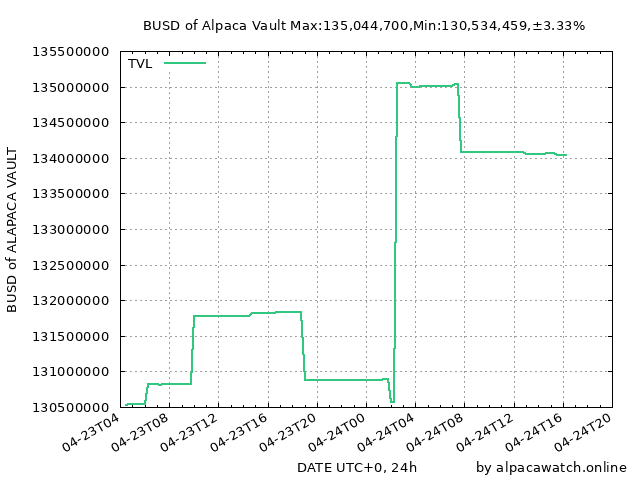 BUSD of Alpaca Vault Max:135,044,700,Min:130,534,459,±3.33%
TVL
BUSD of ALAPACA VAULT
135500000
135000000
134500000
134000000
133500000
133000000
132500000
132000000
131500000
131000000
130500000
04-23T04
04-23T08
04-23T12
04-23T16
04-23T20
04-24T00
04-24T04
04-24T08
04-24T12
04-24T16
04-24T20
DATE UTC+0, 24h
by alpacawatch.online